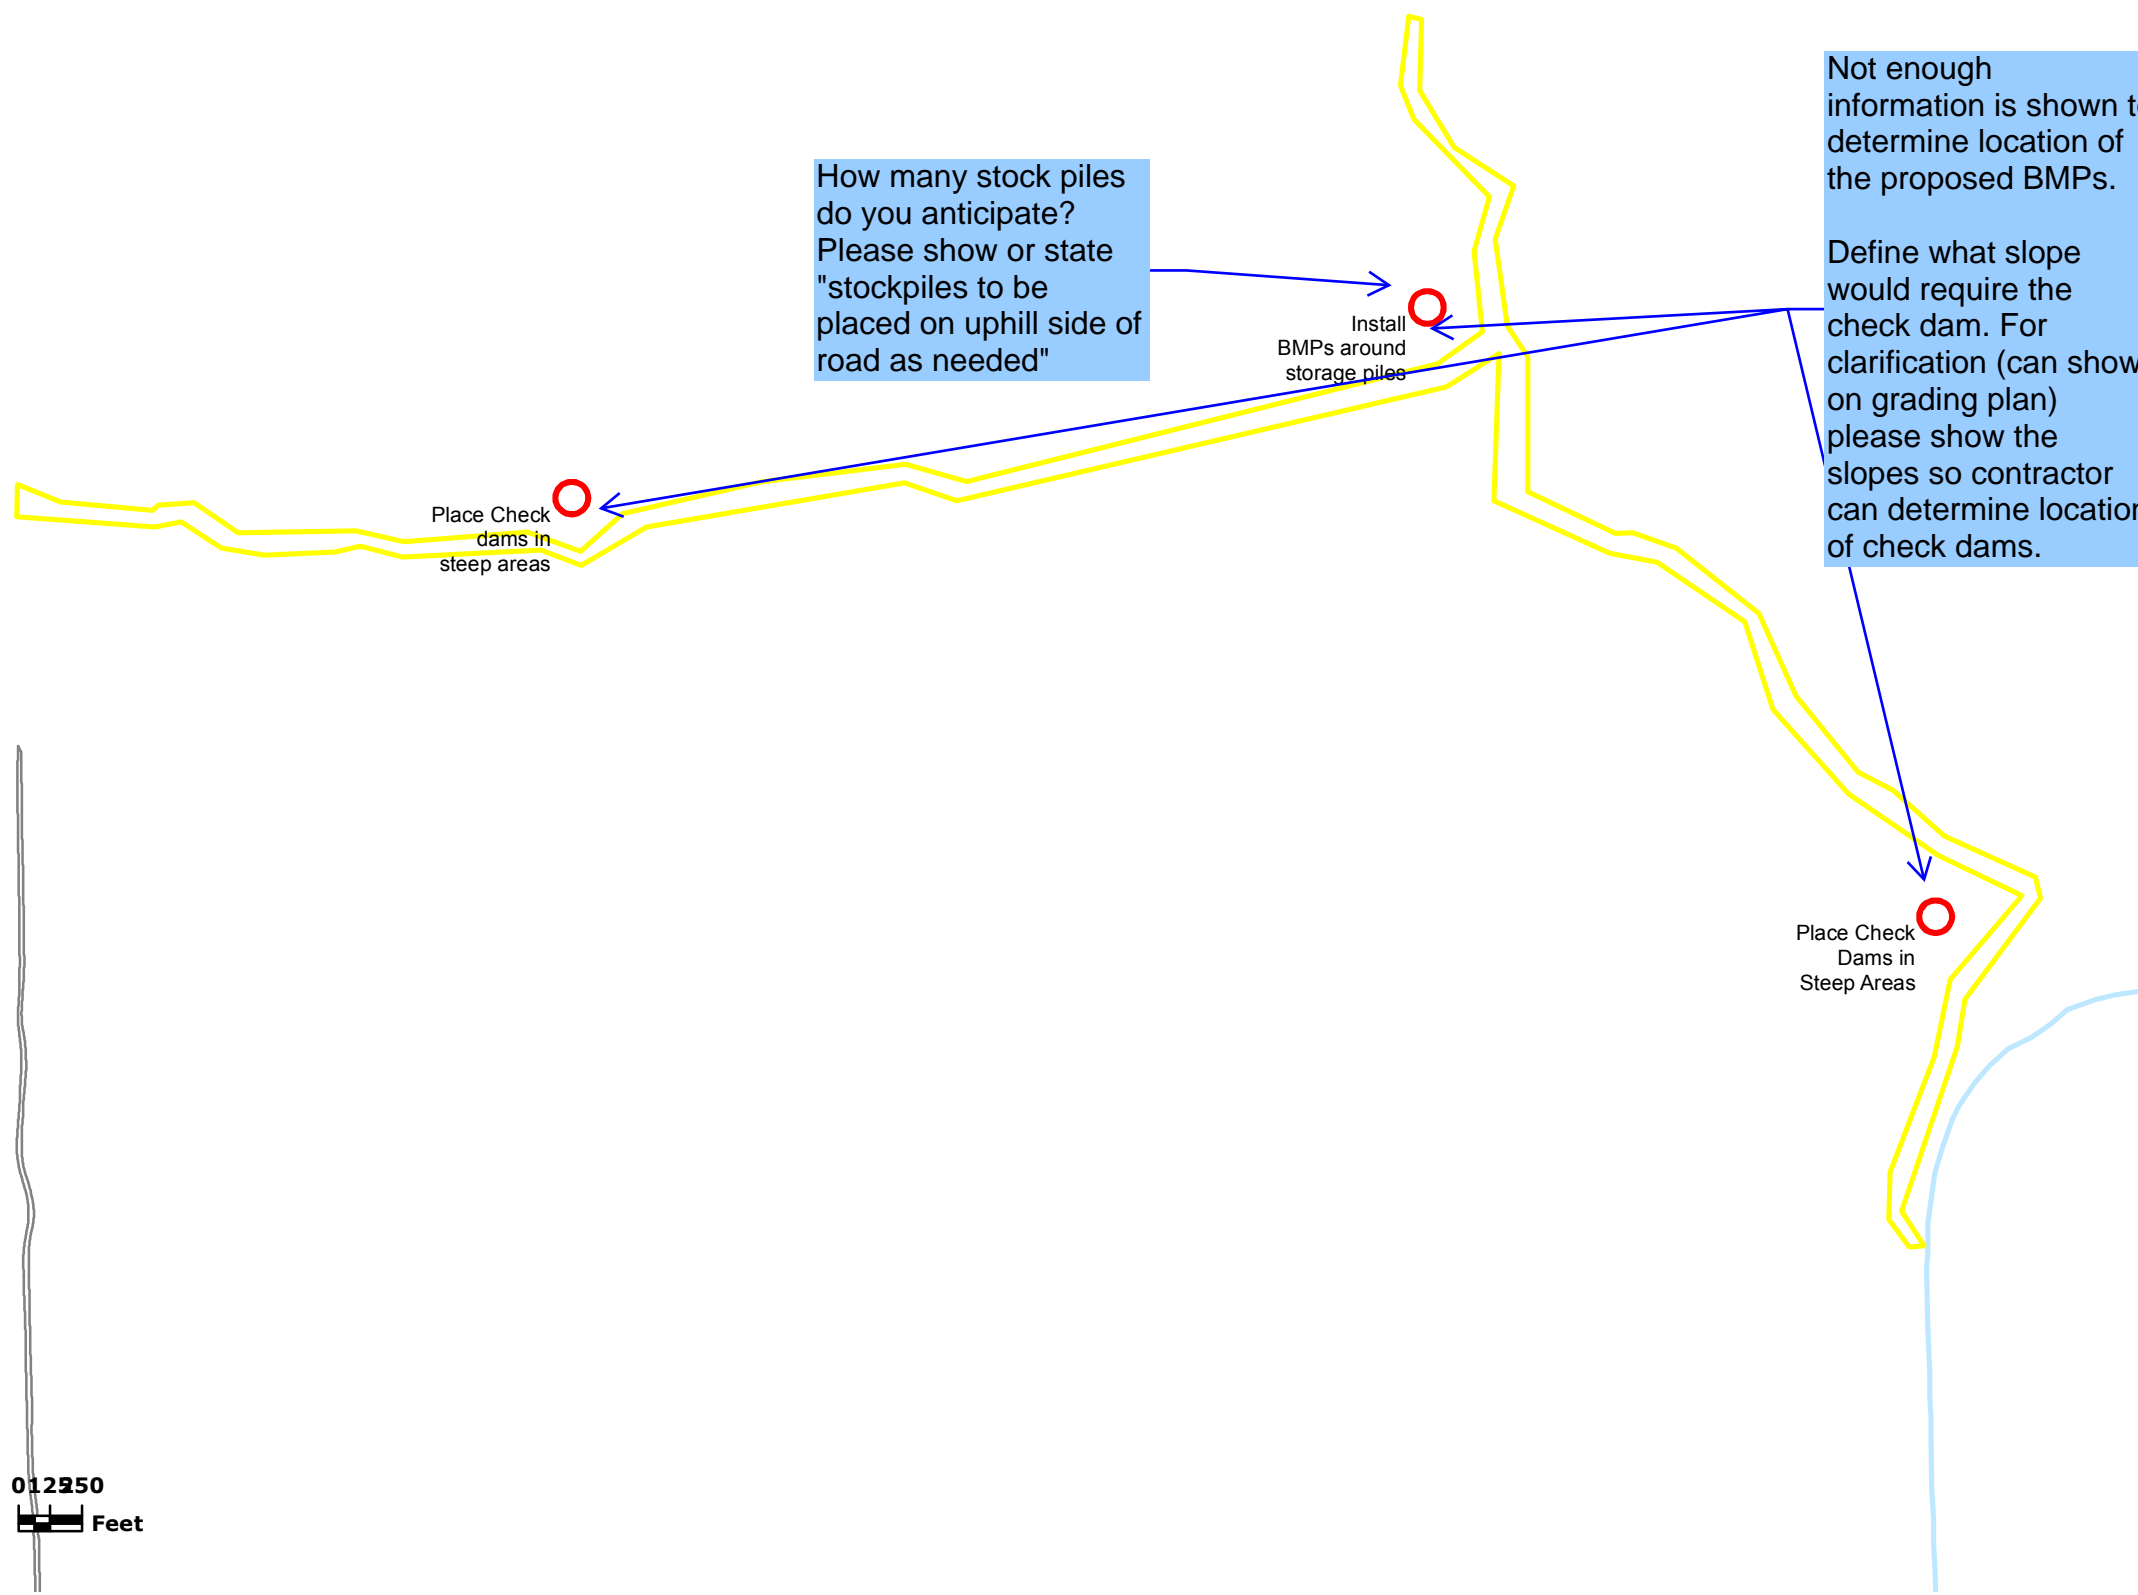 Not enough
information is shown
determine location of
the proposed BMPs.
Define what slope
would require the
check dam. For
clarification (can show
on grading plan)
please show the
slopes so contractor
can determine location
of check dams.
How many stock piles
do you anticipate?
Please show or state
"stockpiles to be
placed on uphill side of
road as needed"
Install
BMPs around
storage piles
Place Check
dams in
steep areas
Place Check
Dams in
Steep Areas
0 125 250
Feet